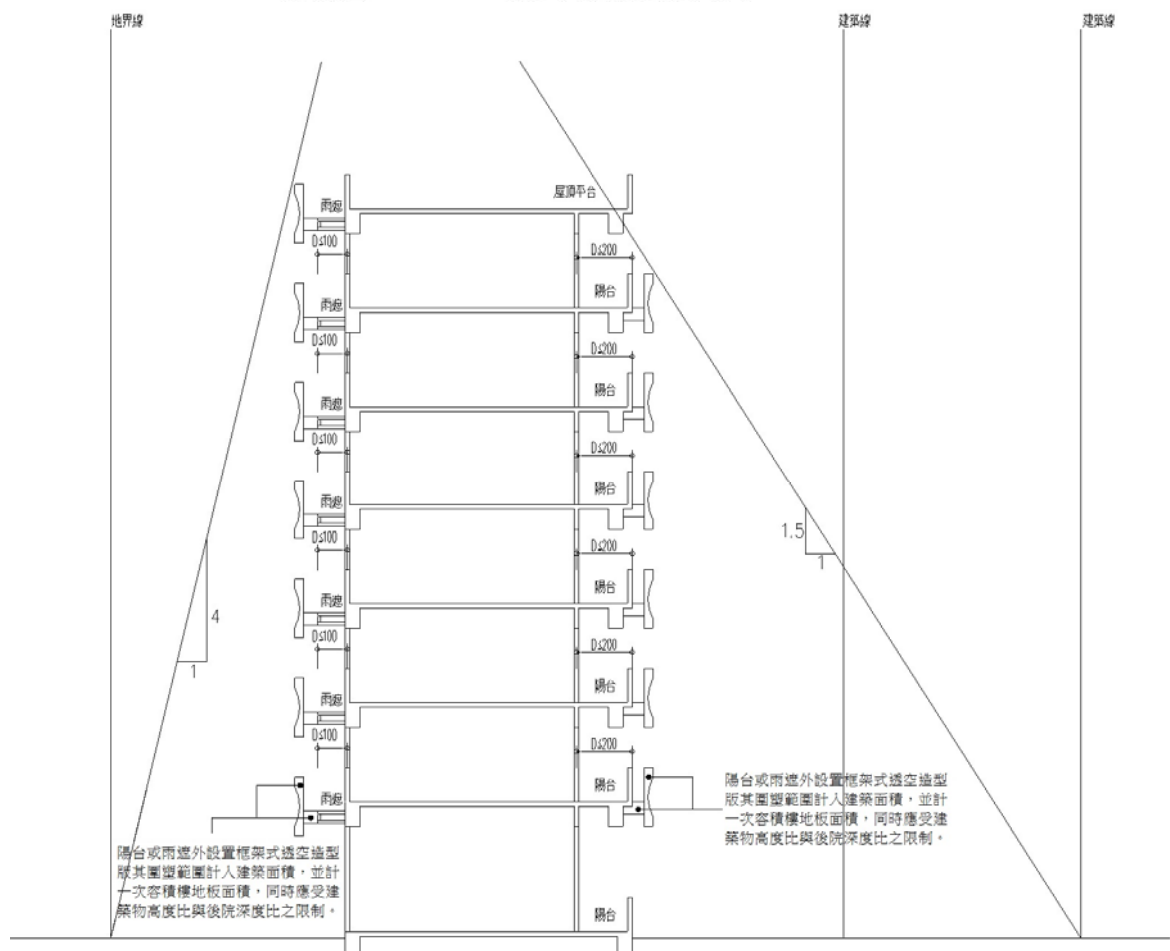 地界線
建築線
建築線
屋頂平台
雨遮
D≤100
D≤200
雨遮
陽台
D≤100
D≤200
雨遮
陽台
D≤100
D≤200
雨遮
陽台
1.5
1
D≤100
D≤200
雨遮
陽台
4
1
D≤100
D≤200
雨遮
陽台
D≤100
D≤200
雨遮
陽台
陽台或雨遮外設置框架式透空造型
版其圍塑範圍計入建築面積，並計
一次容積樓地板面積，同時應受建
築物高度比與後院深度比之限制。
陽台或雨遮外設置框架式透空造型
版其圍塑範圍計入建築面積，並計
一次容積樓地板面積，同時應受建
築物高度比與後院深度比之限制。
陽台